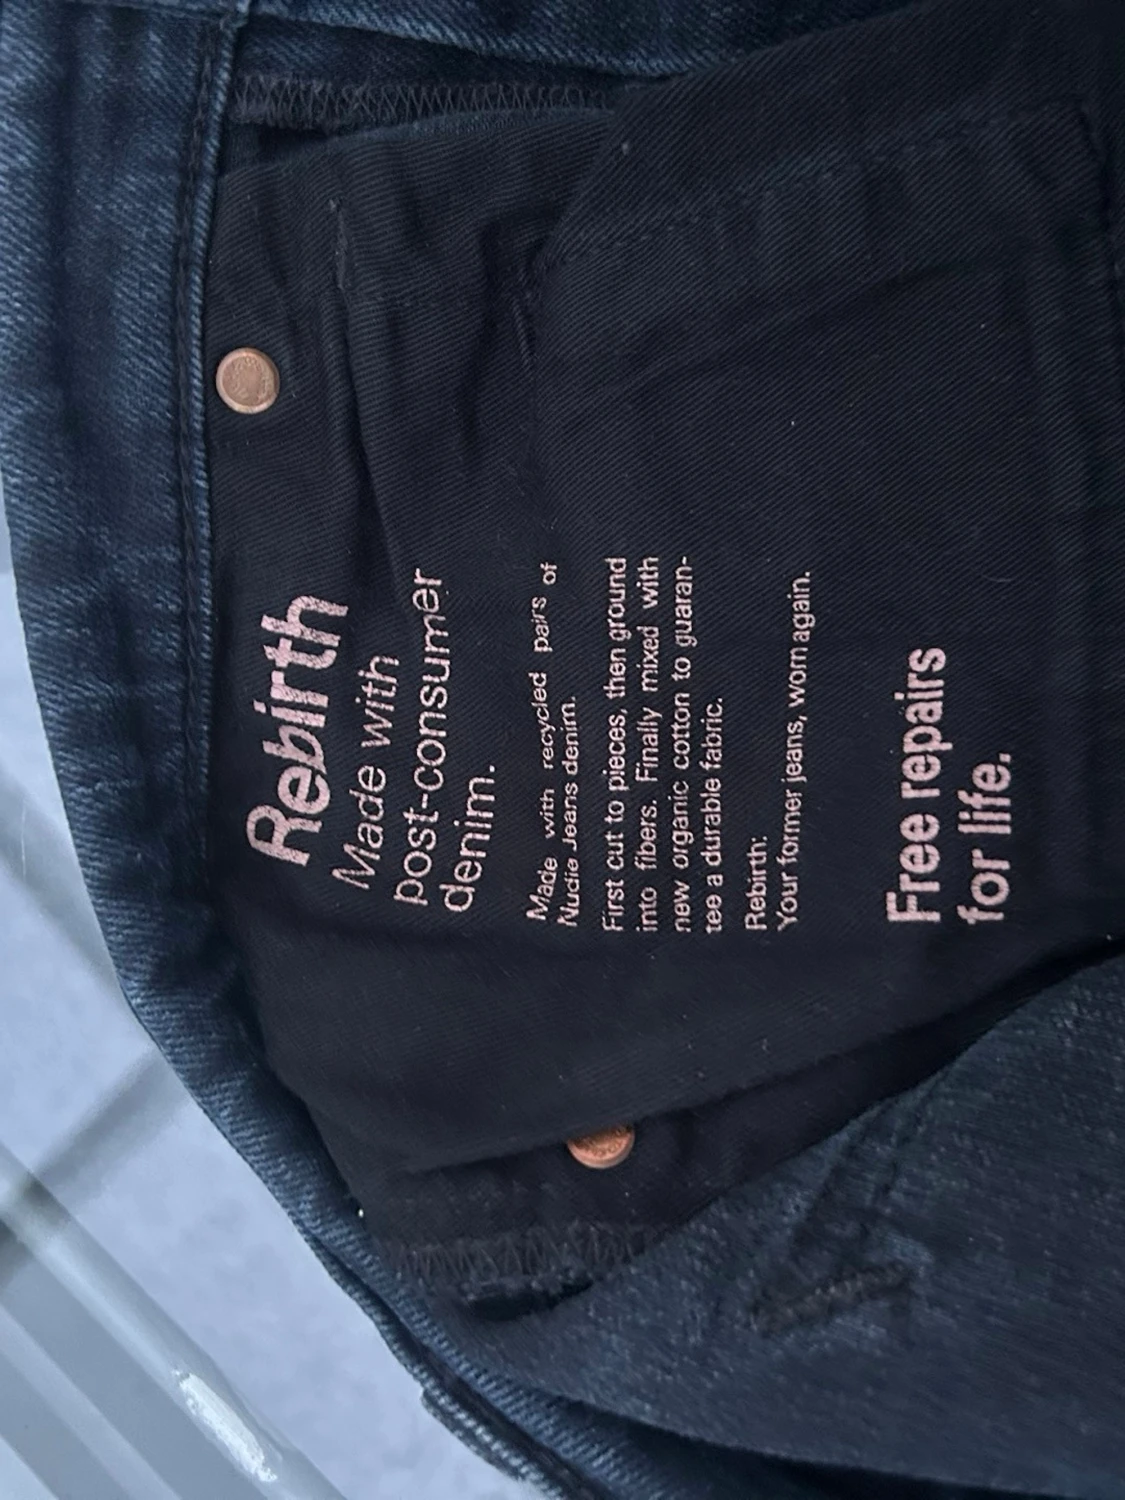 Rebirth
Made with
post-consumer
denim.
Made with recycled pairs of
Nudie Jeans denim.
First cut to pieces, then ground
into fibers. Finally mixed with
new organic cotton to guaran-
tee a durable fabric.
Rebirth:
Your former jeans, worn again.
Free repairs
for life.